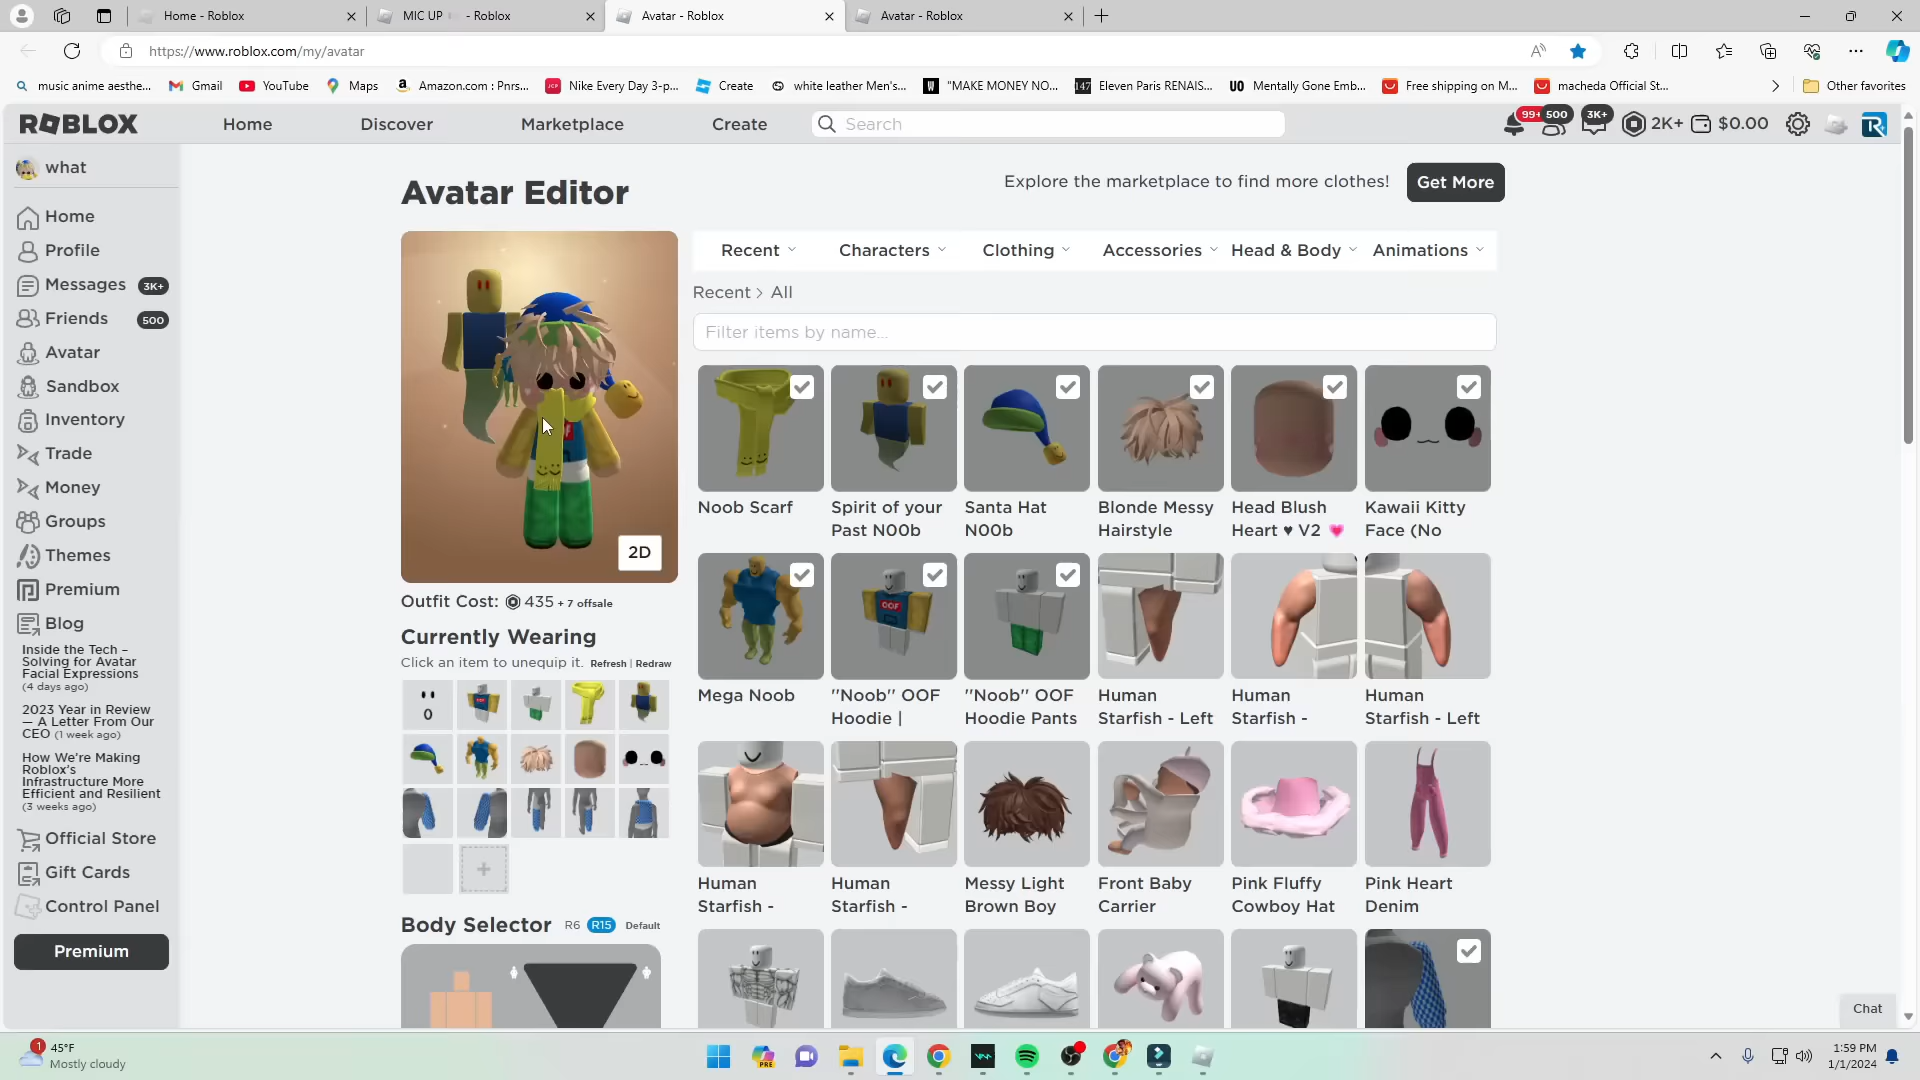 Home - Roblox
MIC UP - Roblox
Avatar - Roblox
Avatar - Roblox
https://www.roblox.com/my/avatar
music anime aesthe...
Gmail
YouTube
Maps
Amazon.com : Pnrs...
Nike Every Day 3-p...
Create
white leather Men's...
"MAKE MONEY NO...
Eleven Paris RENAIS...
Mentally Gone Emb...
Free shipping on M...
macheda Official St...
Other favorites
ROBLOX
Home
Discover
Marketplace
Create
Search
99+
500
3K+
2K+
$0.00
what
Home
Profile
Messages 3K+
Friends 500
Avatar
Sandbox
Inventory
Trade
Money
Groups
Themes
Premium
Blog
Inside the Tech –
Solving for Avatar
Facial Expressions
(4 days ago)
2023 Year in Review
— A Letter From Our
CEO (1 week ago)
How We're Making
Roblox's
Infrastructure More
Efficient and Resilient
(3 weeks ago)
Official Store
Gift Cards
Control Panel
Premium
Avatar Editor
Explore the marketplace to find more clothes!
Get More
2D
Outfit Cost: 435 + 7 offsale
Currently Wearing
Click an item to unequip it. Refresh | Redraw
Body Selector R6 R15 Default
Recent
Characters
Clothing
Accessories
Head & Body
Animations
Recent > All
Filter items by name...
Noob Scarf
Spirit of your
Past N00b
Santa Hat
N00b
Blonde Messy
Hairstyle
Head Blush
Heart ♥ V2 💗
Kawaii Kitty
Face (No
OOF
Mega Noob
''Noob'' OOF
Hoodie |
''Noob'' OOF
Hoodie Pants
Human
Starfish - Left
Human
Starfish -
Human
Starfish - Left
Human
Starfish -
Human
Starfish -
Messy Light
Brown Boy
Front Baby
Carrier
Pink Fluffy
Cowboy Hat
Pink Heart
Denim
Chat
1
45°F
Mostly cloudy
PRE
1:59 PM
1/1/2024